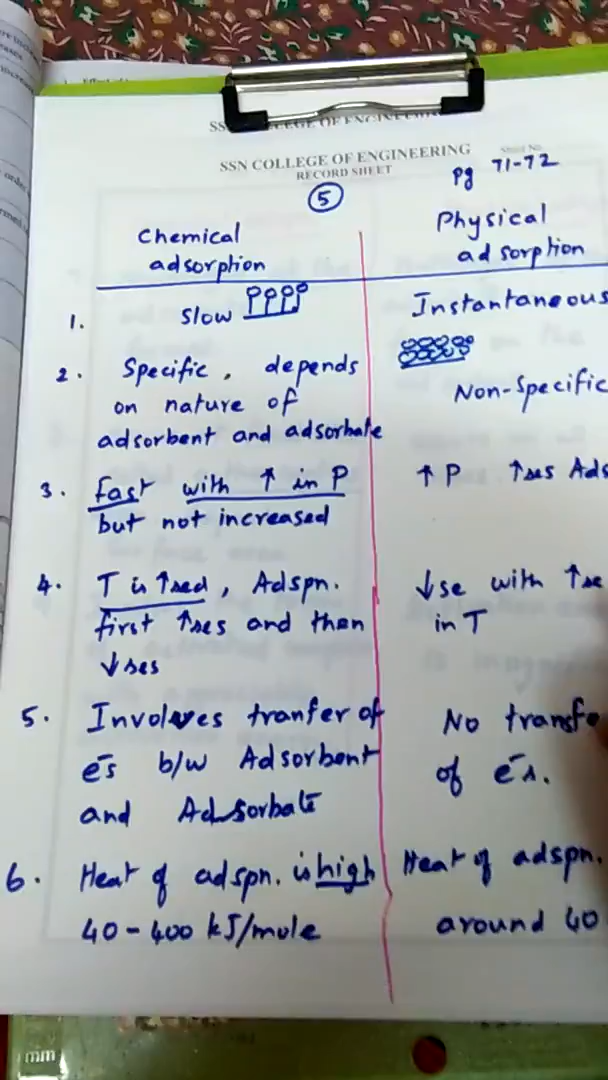 SSN COLLEGE OF ENGINEERING
RECORD SHEET
Pg 71-72
5
Chemical adsorption
Physical adsorption
1. Slow
Instantaneous
2. Specific, depends
on nature of
adsorbent and adsorbate
Non-Specific
3. fast with ↑ in P
but not increased
↑ P ↑ses Ads
4. T is ↑sed, Adspn.
first ↑ses and then
↓ses
↓se with ↑se
in T
5. Involves tranfer of
e⁻s b/w Adsorbent
and Adsorbate
No transfe
of e⁻s.
6. Heat of adspn. is high
40-400 kJ/mole
Heat of adspn.
around 40